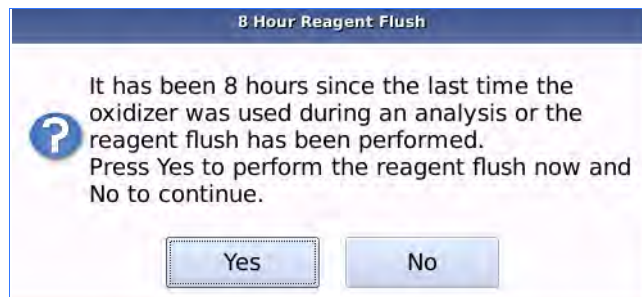 8 Hour Reagent Flush
It has been 8 hours since the last time the
oxidizer was used during an analysis or the
reagent flush has been performed.
Press Yes to perform the reagent flush now and
No to continue.
Yes No